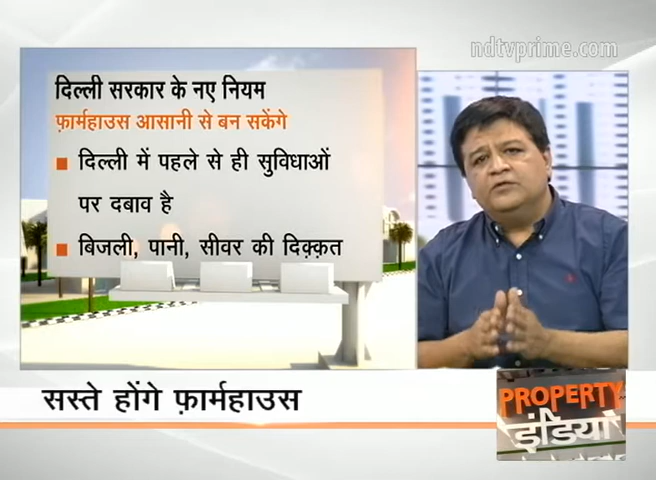 ndtvprime.com
दिल्ली सरकार के नए नियम
फ़ार्महाउस आसानी से बन सकेंगे
दिल्ली में पहले से ही सुविधाओं
पर दबाव है
बिजली, पानी, सीवर की दिक़्क़त
सस्ते होंगे फ़ार्महाउस
PROPERTY
इंडिया